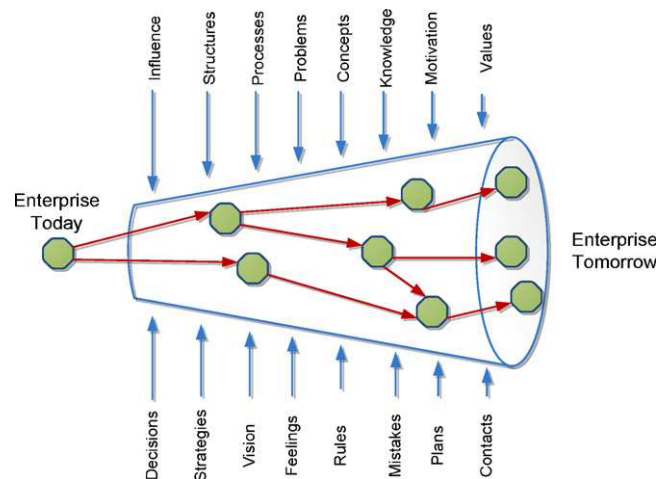 Influence
Structures
Processes
Problems
Concepts
Knowledge
Motivation
Values
Enterprise
Today
Enterprise
Tomorrow
Decisions
Strategies
Vision
Feelings
Rules
Mistakes
Plans
Contacts